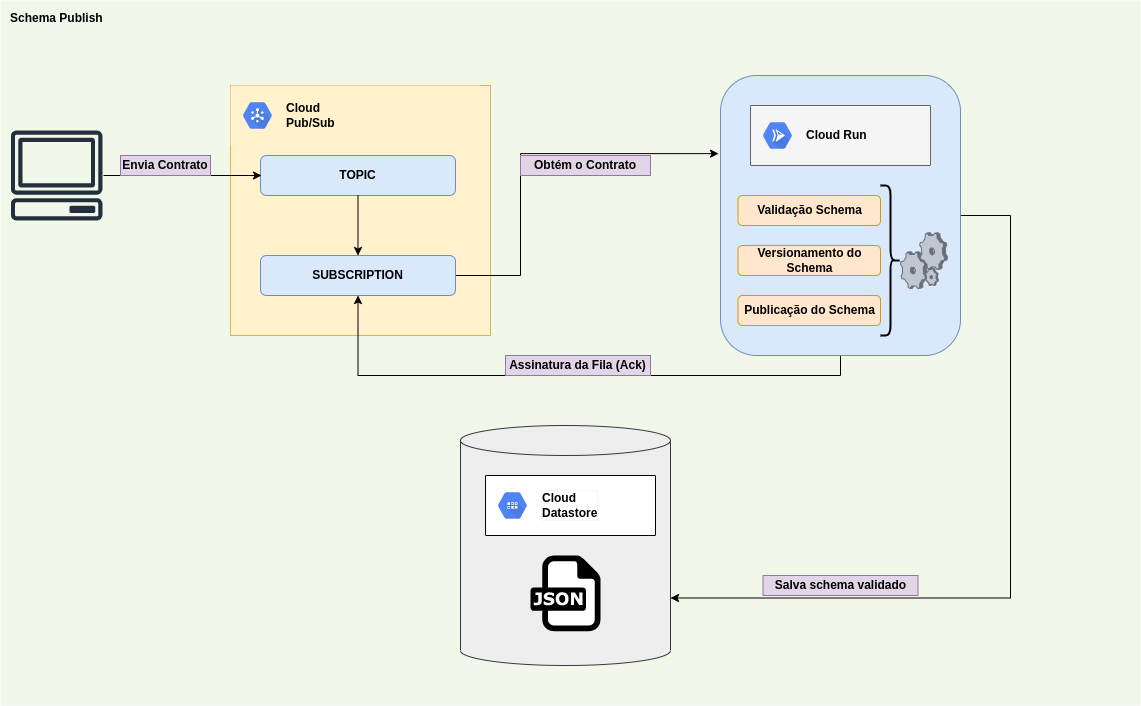 Schema Publish
Cloud
Pub/Sub
Envia Contrato
TOPIC
SUBSCRIPTION
Obtém o Contrato
Cloud Run
Validação Schema
Versionamento do
Schema
Publicação do Schema
Assinatura da Fila (Ack)
Cloud
Datastore
JSON
Salva schema validado